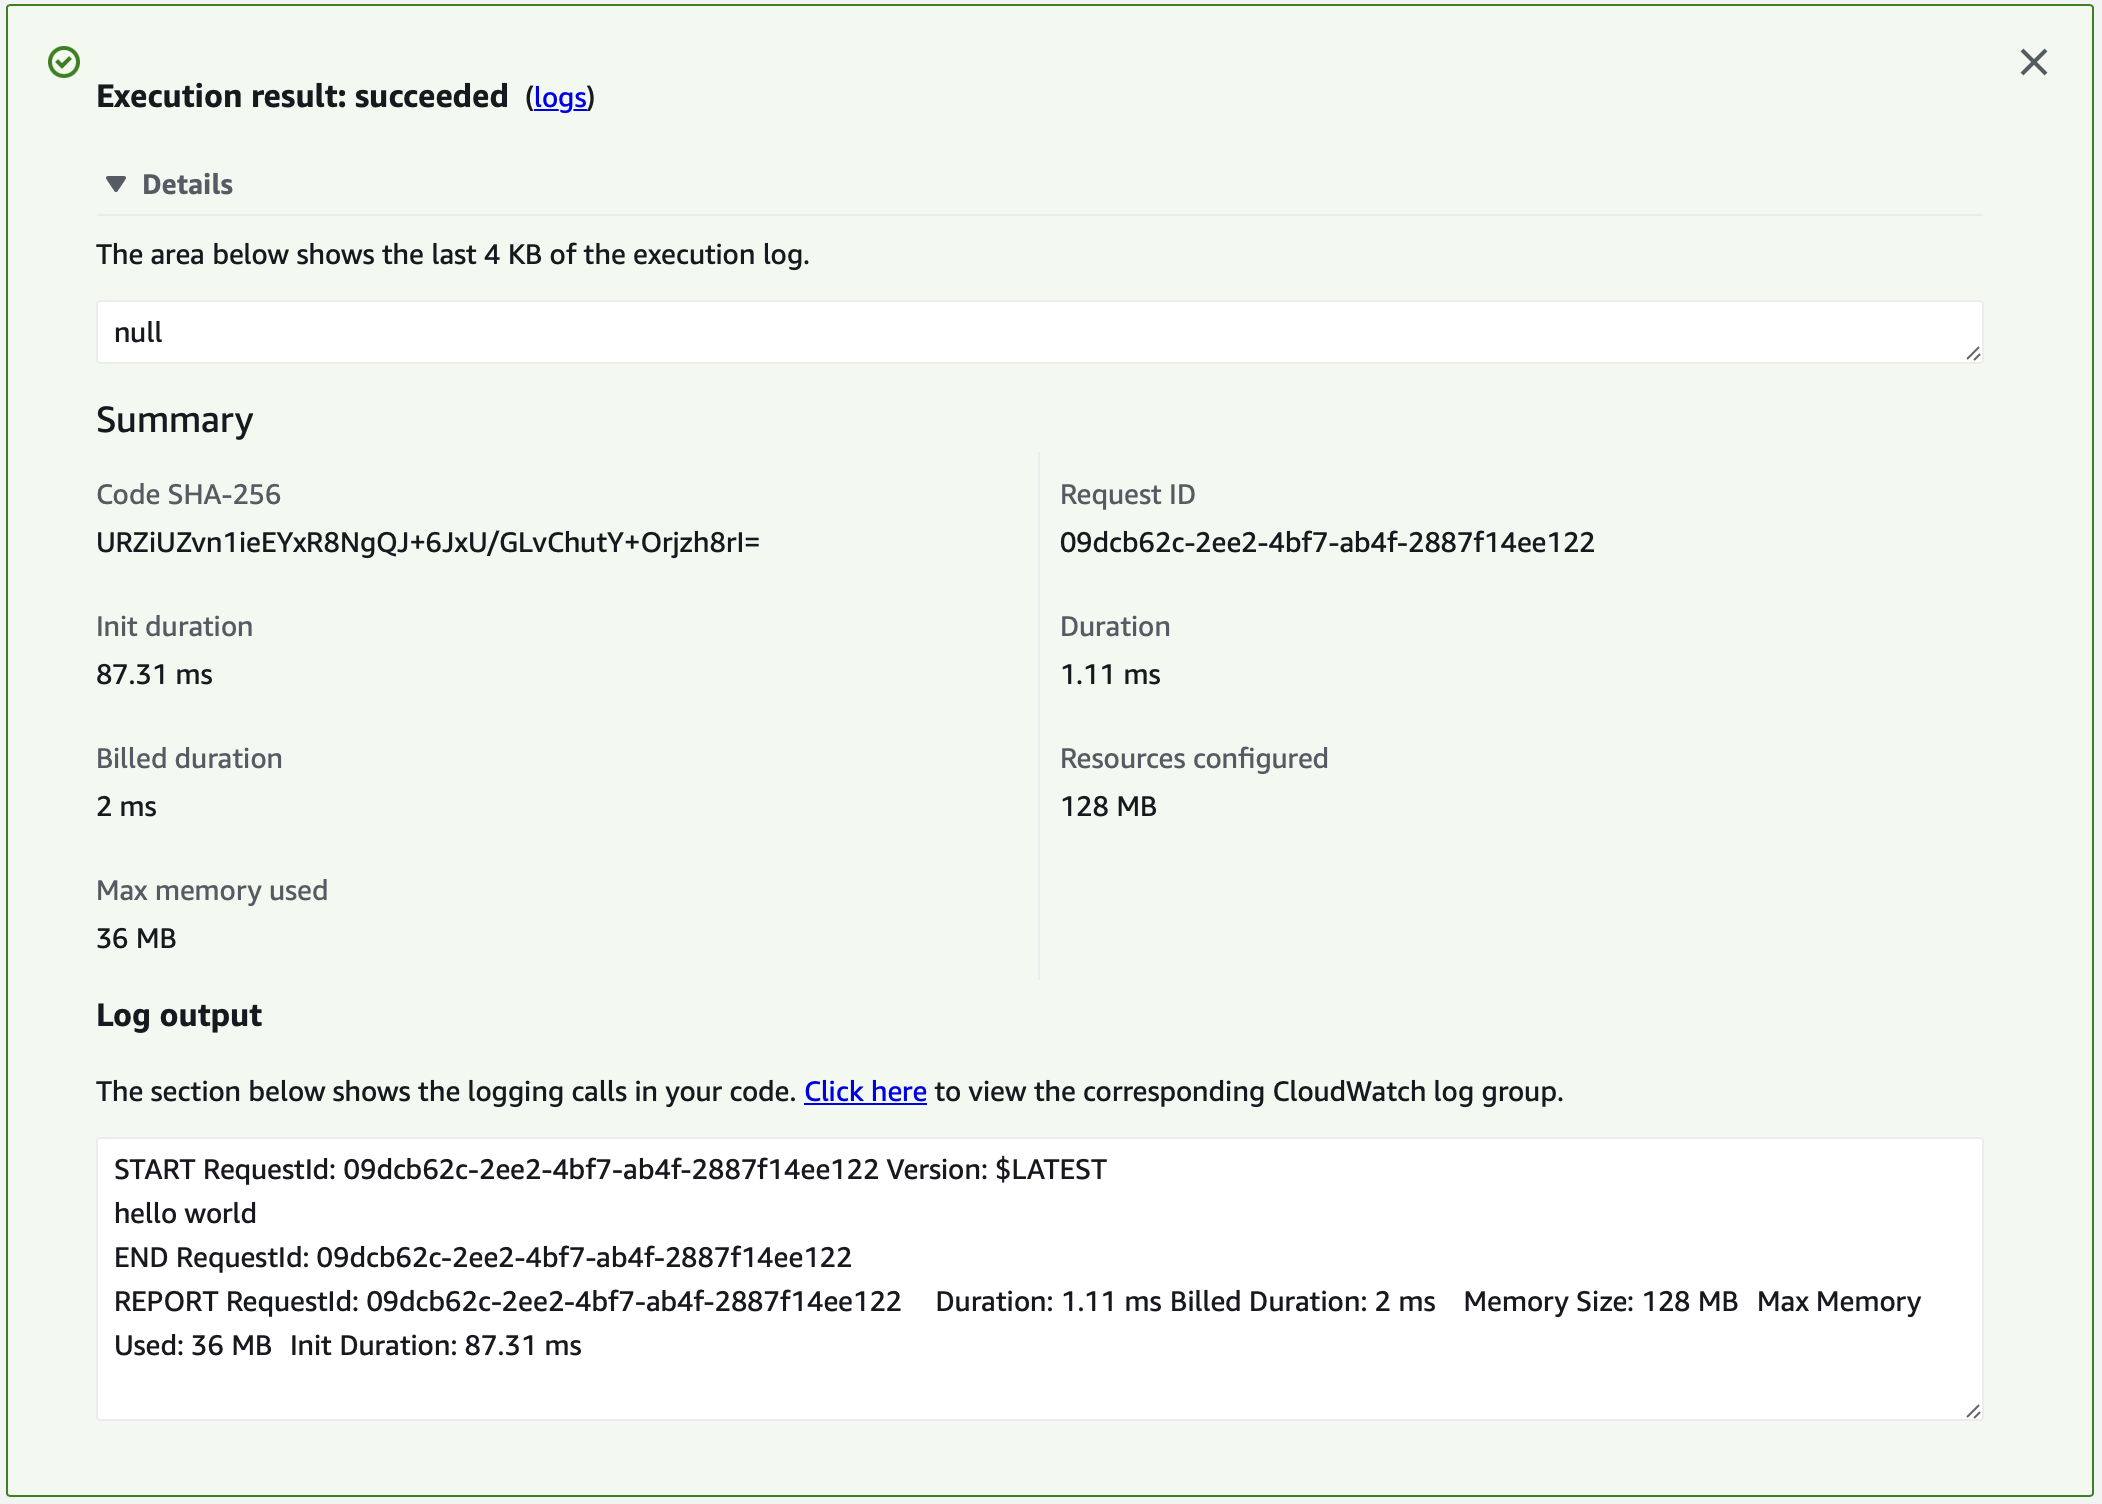 Execution result: succeeded (logs)
Details
The area below shows the last 4 KB of the execution log.
null
Summary
Code SHA-256
URZiUZvn1ieEYxR8NgQJ+6JxU/GLvChutY+Orjzh8rI=
Request ID
09dcb62c-2ee2-4bf7-ab4f-2887f14ee122
Init duration
87.31 ms
Duration
1.11 ms
Billed duration
2 ms
Resources configured
128 MB
Max memory used
36 MB
Log output
The section below shows the logging calls in your code. Click here to view the corresponding CloudWatch log group.
START RequestId: 09dcb62c-2ee2-4bf7-ab4f-2887f14ee122 Version: $LATEST
hello world
END RequestId: 09dcb62c-2ee2-4bf7-ab4f-2887f14ee122
REPORT RequestId: 09dcb62c-2ee2-4bf7-ab4f-2887f14ee122 Duration: 1.11 ms Billed Duration: 2 ms Memory Size: 128 MB Max Memory
Used: 36 MB Init Duration: 87.31 ms